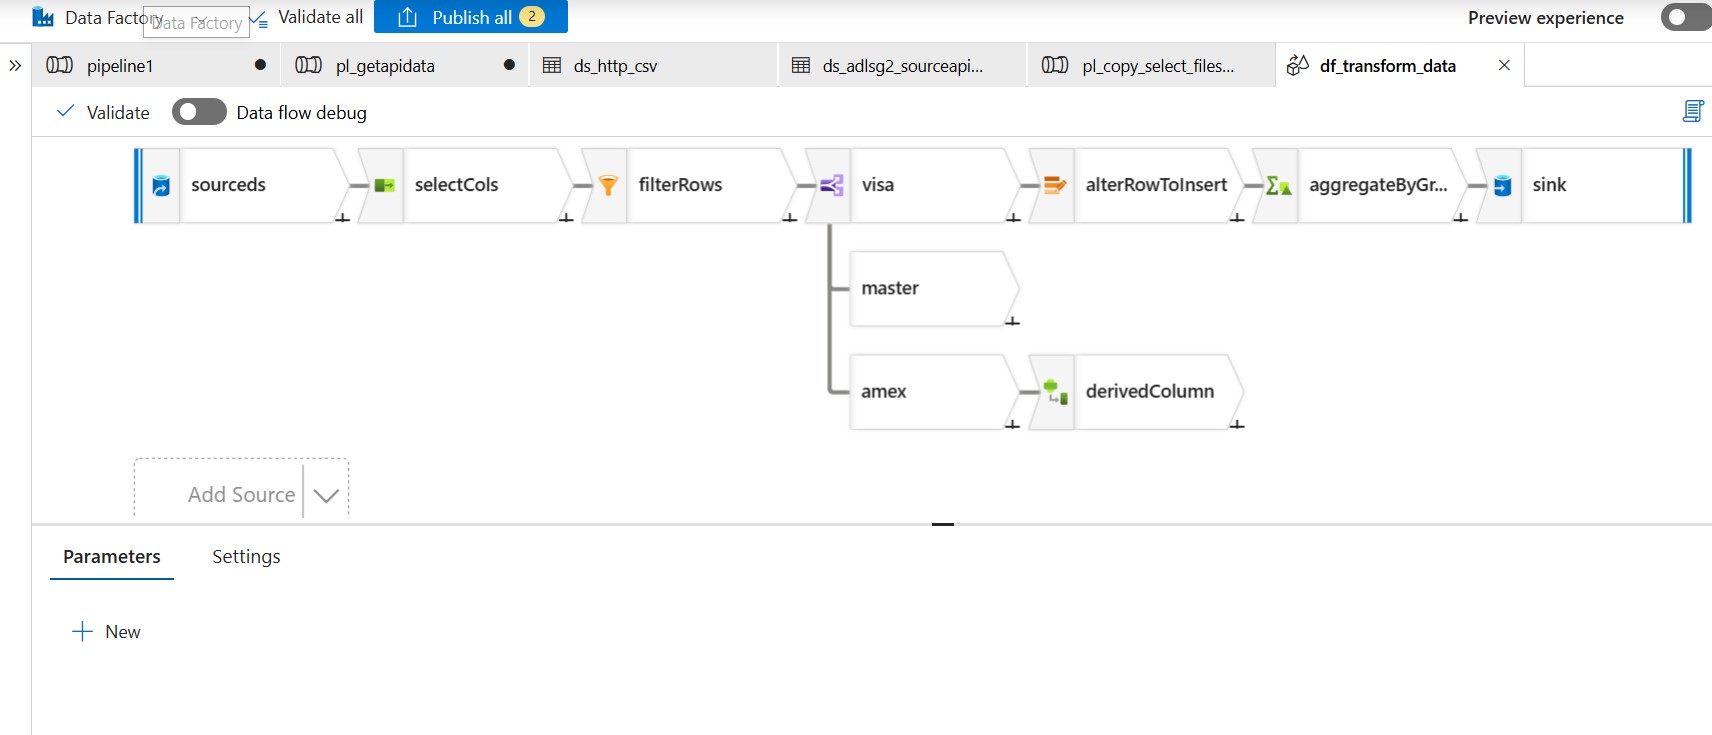 Data Factory
Data Factory
Validate all
Publish all 2
Preview experience
pipeline1
pl_getapidata
ds_http_csv
ds_adlsg2_sourceapi...
pl_copy_select_files...
df_transform_data
Validate
Data flow debug
sourceds
selectCols
filterRows
visa
alterRowToInsert
aggregateByGr...
sink
master
amex
derivedColumn
Add Source
Parameters
Settings
New